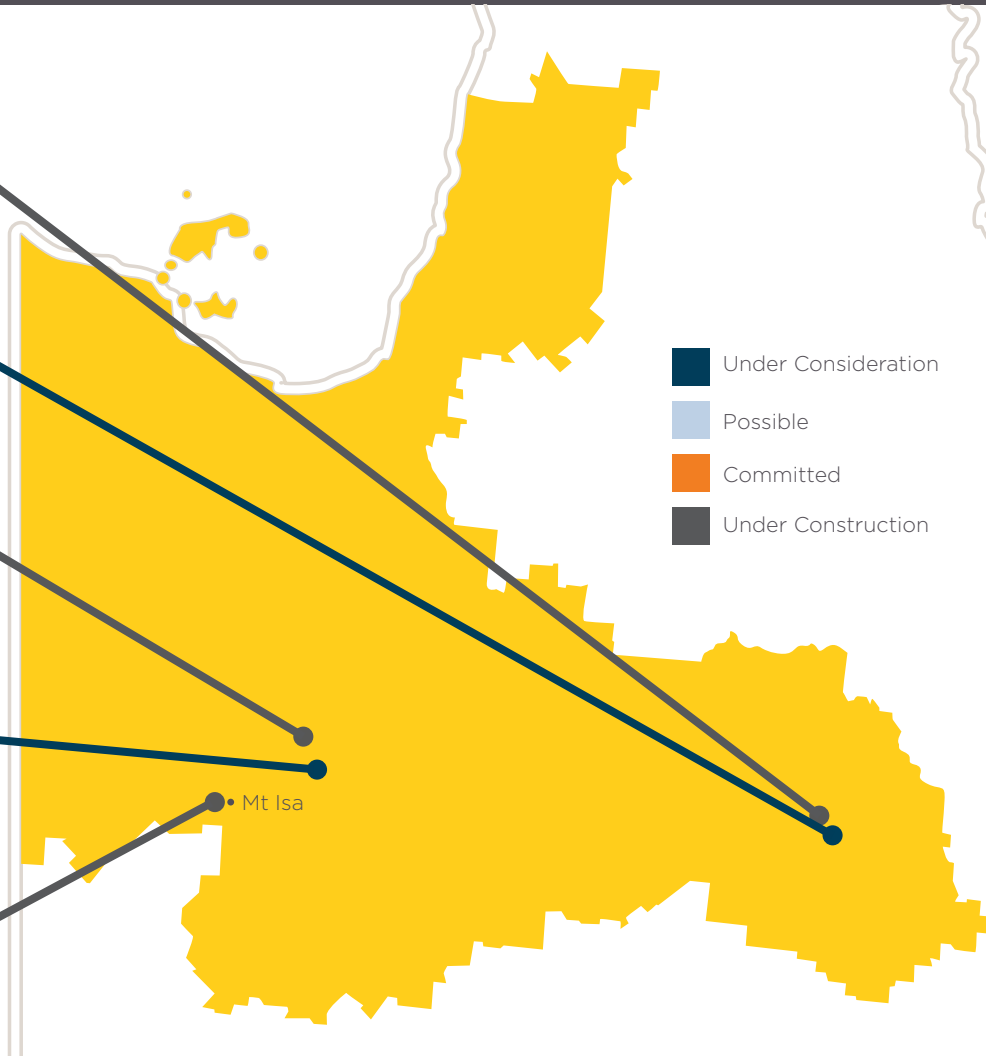 Under Consideration
Possible
Committed
Under Construction
Mt Isa